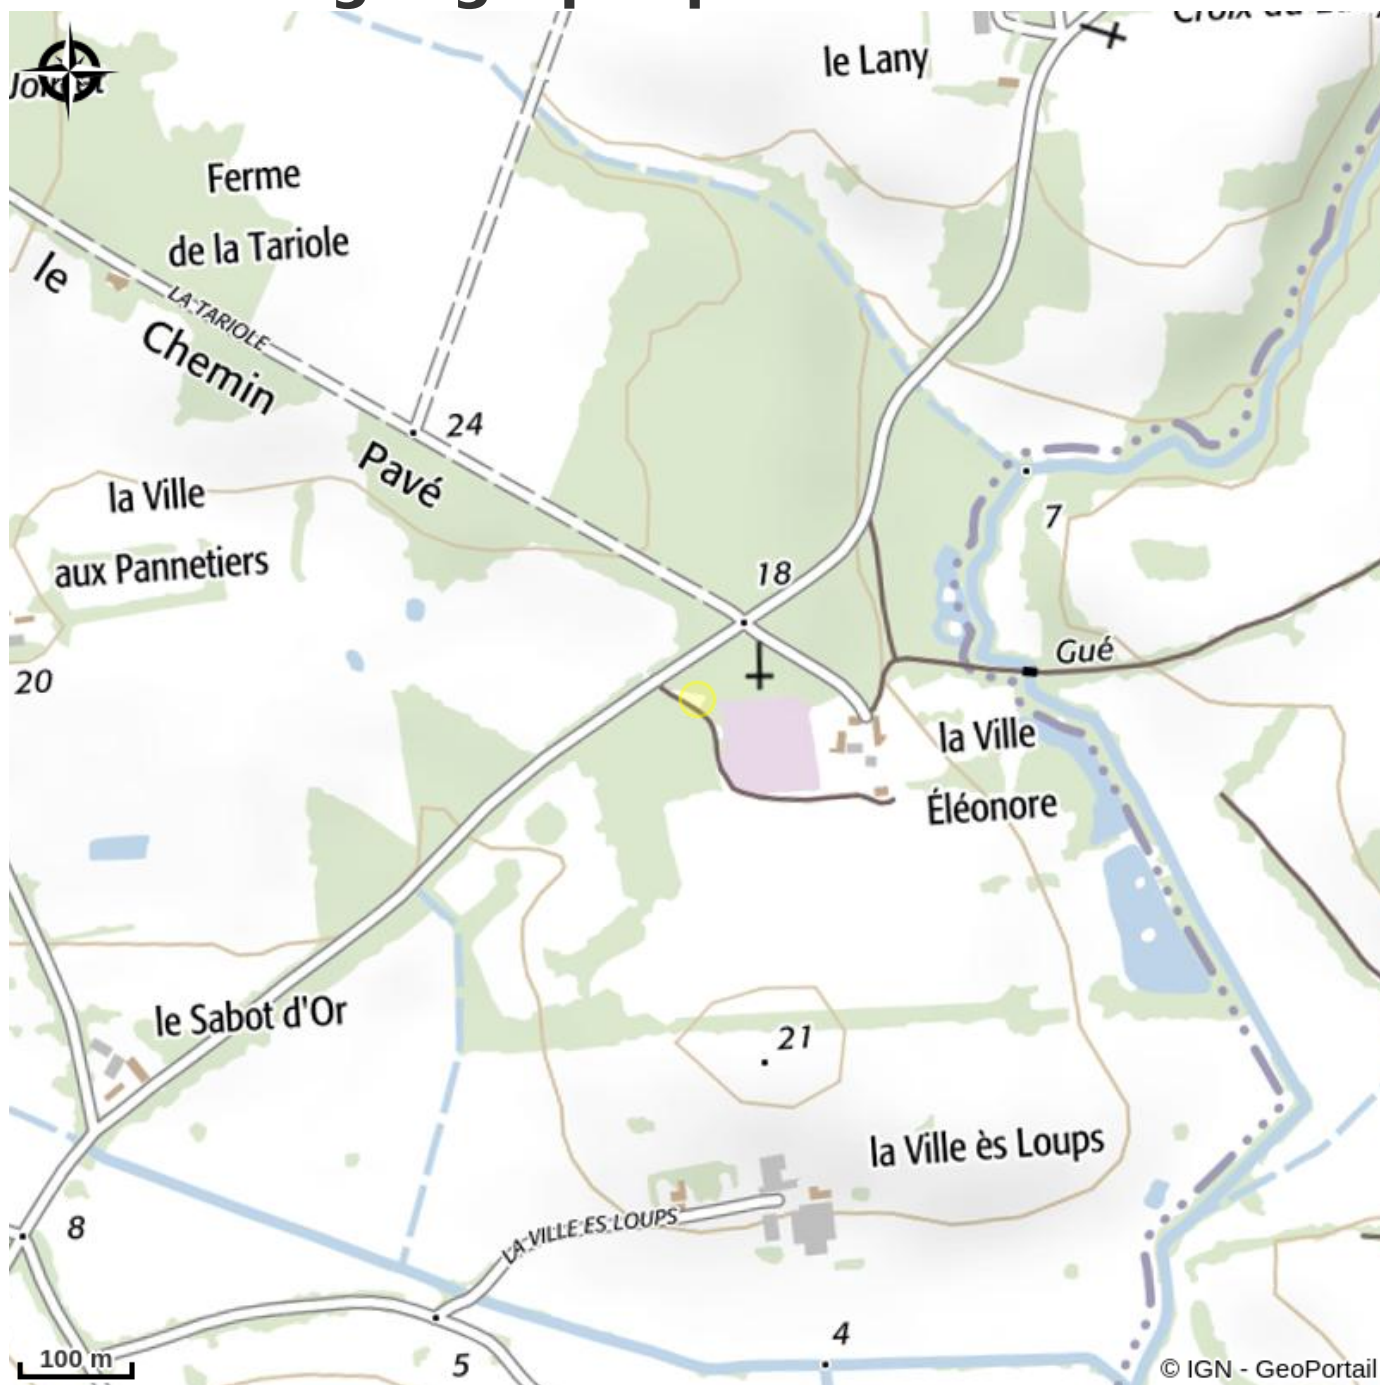 le Lany
Ferme
de la Tariole
le
LA TARIOLE
Chemin
24
Pavé
la Ville
aux Pannetiers
7
18
Gué
20
la Ville
Éléonore
le Sabot d'Or
21
la Ville ès Loups
8
LA VILLE ES LOUPS
4
100 m
5
© IGN - GeoPortail